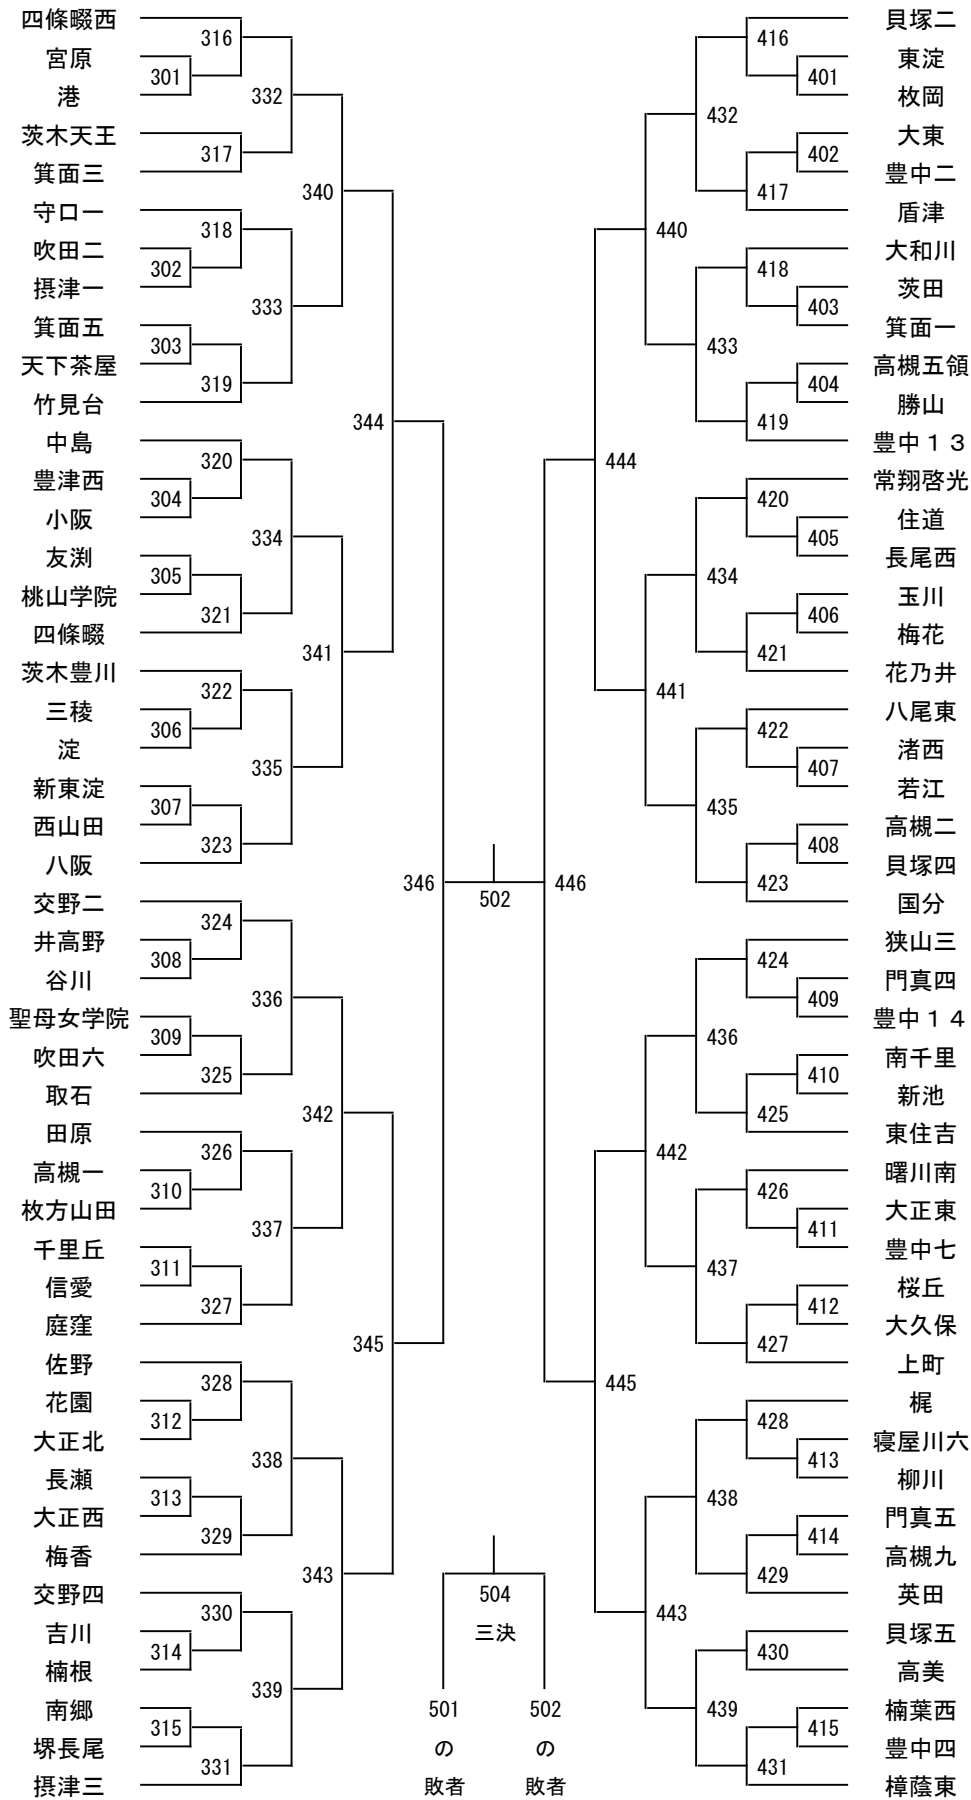 四條畷西
316
宮原
301
港
332
茨木天王
317
箕面三
340
守口一
318
吹田二
302
摂津一
333
箕面五
303
天下茶屋
319
竹見台
344
中島
320
豊津西
304
小阪
334
友渕
305
桃山学院
321
四條畷
341
茨木豊川
322
三稜
306
淀
335
新東淀
307
西山田
323
八阪
346
交野二
324
井高野
308
谷川
336
聖母女学院
309
吹田六
325
取石
342
田原
326
高槻一
310
枚方山田
337
千里丘
311
信愛
327
庭窪
345
佐野
328
花園
312
大正北
338
長瀬
313
大正西
329
梅香
343
交野四
330
吉川
314
楠根
339
南郷
315
堺長尾
331
摂津三
502
504
三決
501
の
敗者
502
の
敗者
貝塚二
416
東淀
401
枚岡
432
大東
402
豊中二
417
盾津
440
大和川
418
茨田
403
箕面一
433
高槻五領
404
勝山
419
豊中13
444
常翔啓光
420
住道
405
長尾西
434
玉川
406
梅花
421
花乃井
441
八尾東
422
渚西
407
若江
435
高槻二
408
貝塚四
423
国分
446
狭山三
424
門真四
409
豊中14
436
南千里
410
新池
425
東住吉
442
曙川南
426
大正東
411
豊中七
437
桜丘
412
大久保
427
上町
445
梶
428
寝屋川六
413
柳川
438
門真五
414
高槻九
429
英田
443
貝塚五
430
高美
439
楠葉西
415
豊中四
431
樟蔭東